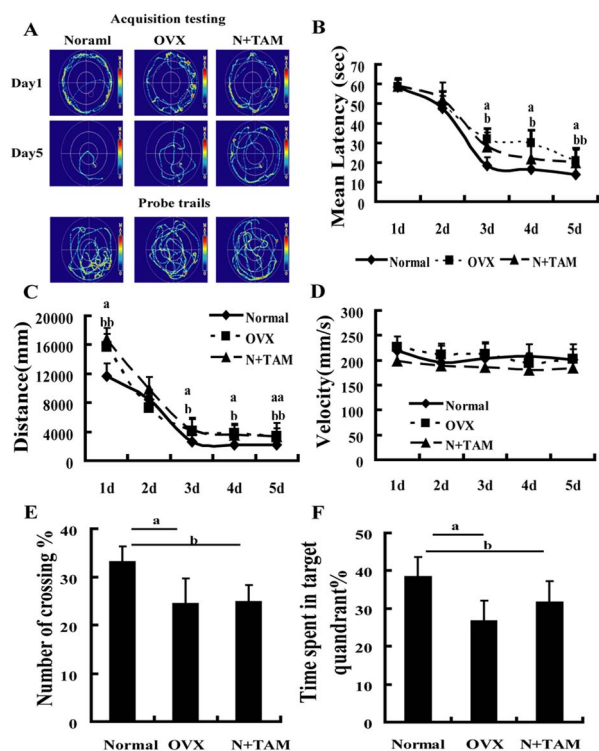 Acquisition testing
A
Noraml OVX N+TAM
Day1
Day5
Probe trails
B
Mean Latency (sec)
70
60
50
40
30
20
10
0
a
b
a
b
a
bb
1d 2d 3d 4d 5d
Normal OVX N+TAM
C
Distance(mm)
20000
16000
12000
8000
4000
0
a
bb
a
b
a
b
aa
bb
Normal
OVX
N+TAM
1d 2d 3d 4d 5d
D
Velocity(mm/s)
300
250
200
150
100
50
0
Normal
OVX
N+TAM
1d 2d 3d 4d 5d
E
Number of crossing %
40
30
20
10
0
a
b
Normal OVX N+TAM
F
Time spent in target
quandrant%
50
40
30
20
10
0
a
b
Normal OVX N+TAM